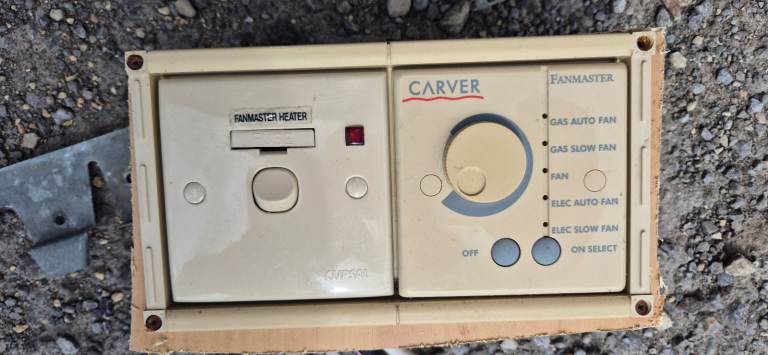 FANMASTER HEATER
CLIPSAL
CARVER
FANMASTER
GAS AUTO FAN
GAS SLOW FAN
FAN
ELEC AUTO FAN
ELEC SLOW FAN
OFF
ON SELECT